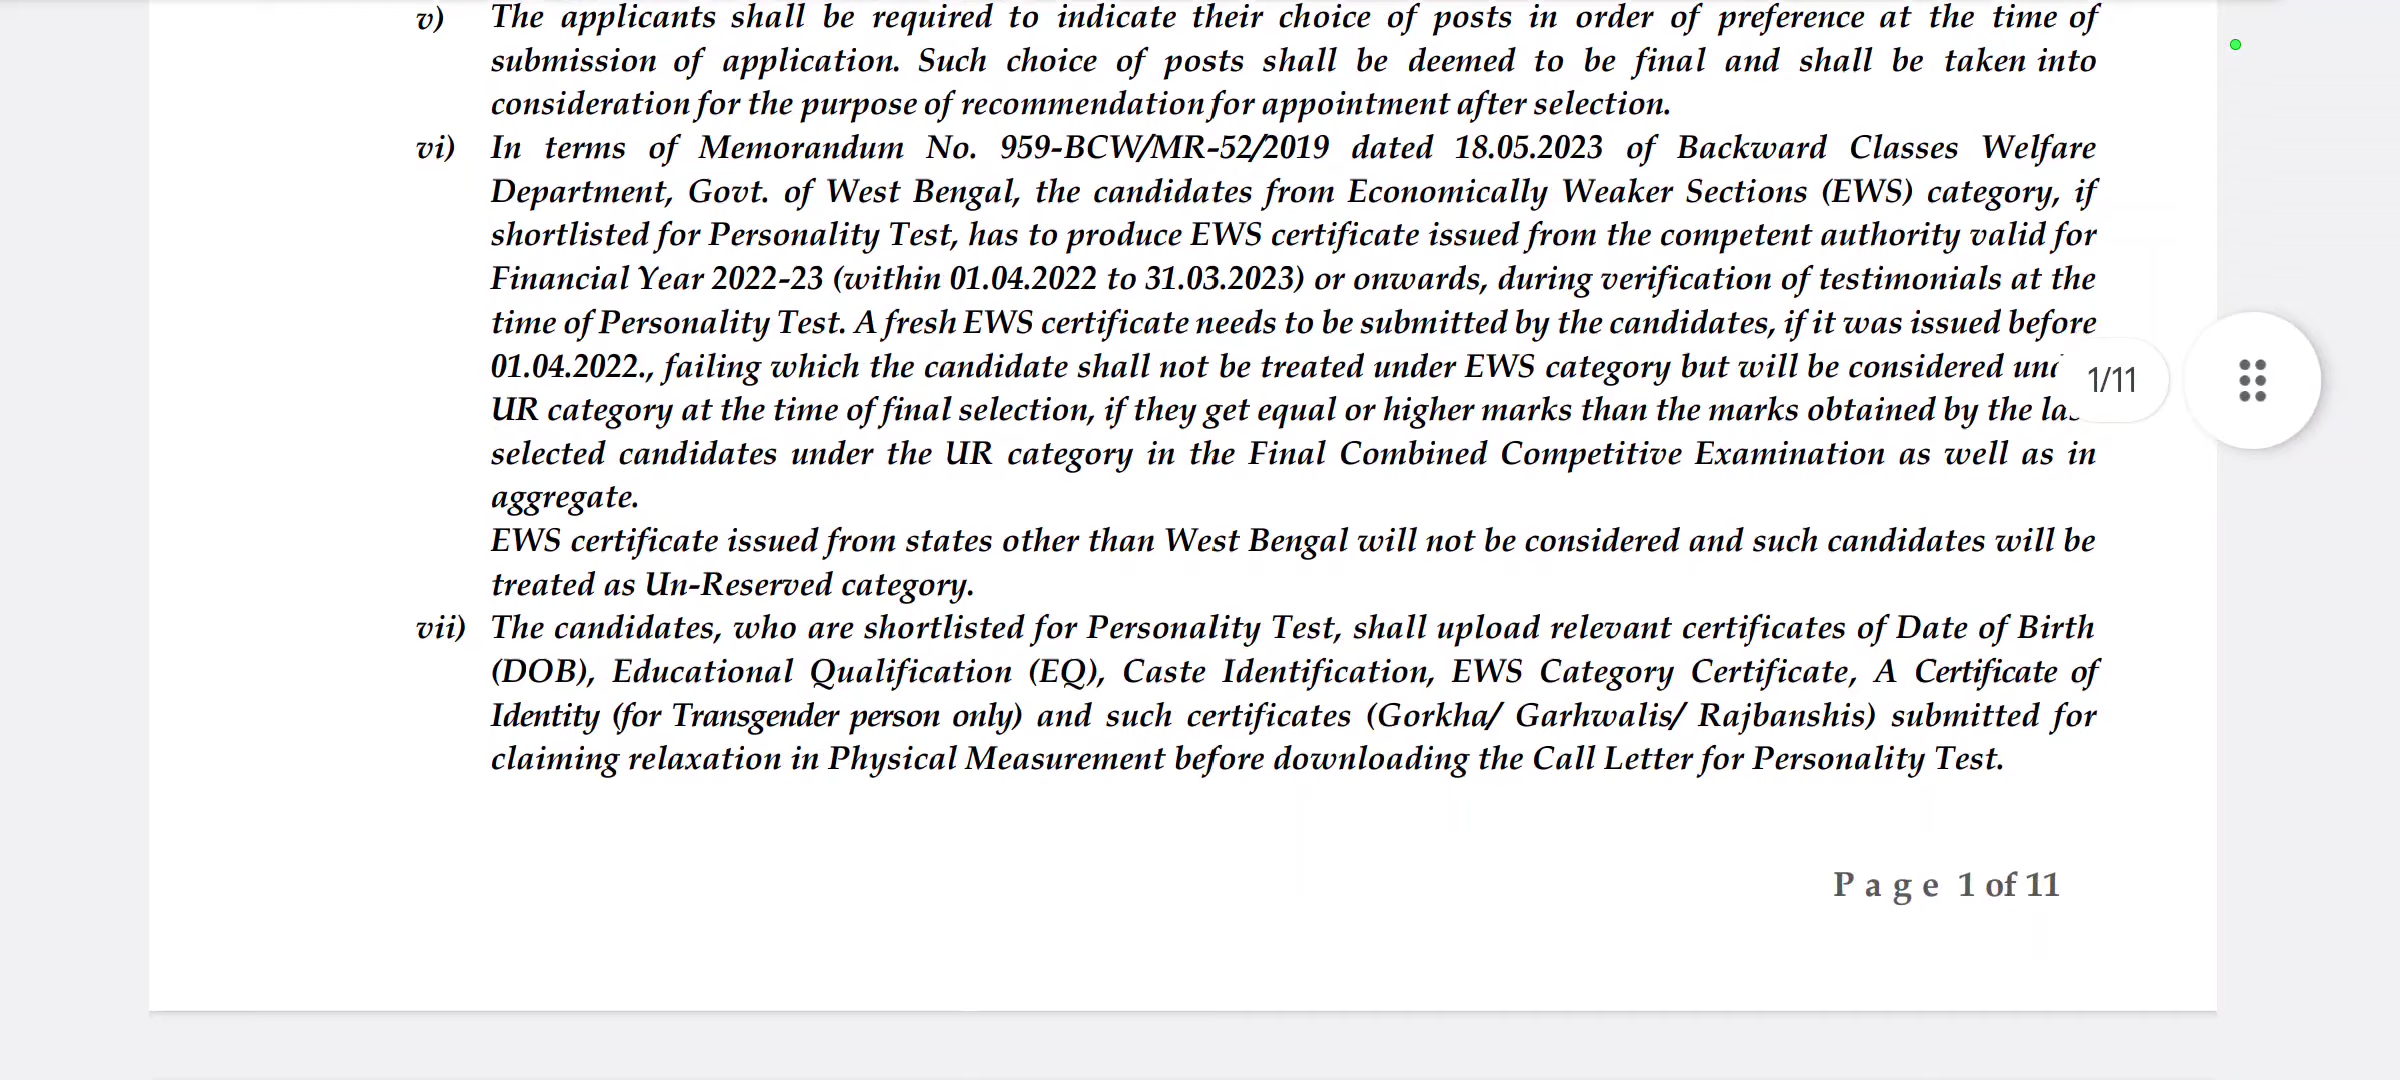 v) The applicants shall be required to indicate their choice of posts in order of preference at the time of
submission of application. Such choice of posts shall be deemed to be final and shall be taken into
consideration for the purpose of recommendation for appointment after selection.
vi) In terms of Memorandum No. 959-BCW/MR-52/2019 dated 18.05.2023 of Backward Classes Welfare
Department, Govt. of West Bengal, the candidates from Economically Weaker Sections (EWS) category, if
shortlisted for Personality Test, has to produce EWS certificate issued from the competent authority valid for
Financial Year 2022-23 (within 01.04.2022 to 31.03.2023) or onwards, during verification of testimonials at the
time of Personality Test. A fresh EWS certificate needs to be submitted by the candidates, if it was issued before
01.04.2022., failing which the candidate shall not be treated under EWS category but will be considered
UR category at the time of final selection, if they get equal or higher marks than the marks obtained by the
selected candidates under the UR category in the Final Combined Competitive Examination as well as in
aggregate.
EWS certificate issued from states other than West Bengal will not be considered and such candidates will be
treated as Un-Reserved category.
vii) The candidates, who are shortlisted for Personality Test, shall upload relevant certificates of Date of Birth
(DOB), Educational Qualification (EQ), Caste Identification, EWS Category Certificate, A Certificate of
Identity (for Transgender person only) and such certificates (Gorkha/ Garhwalis/ Rajbanshis) submitted for
claiming relaxation in Physical Measurement before downloading the Call Letter for Personality Test.
1/11
Page 1 of 11